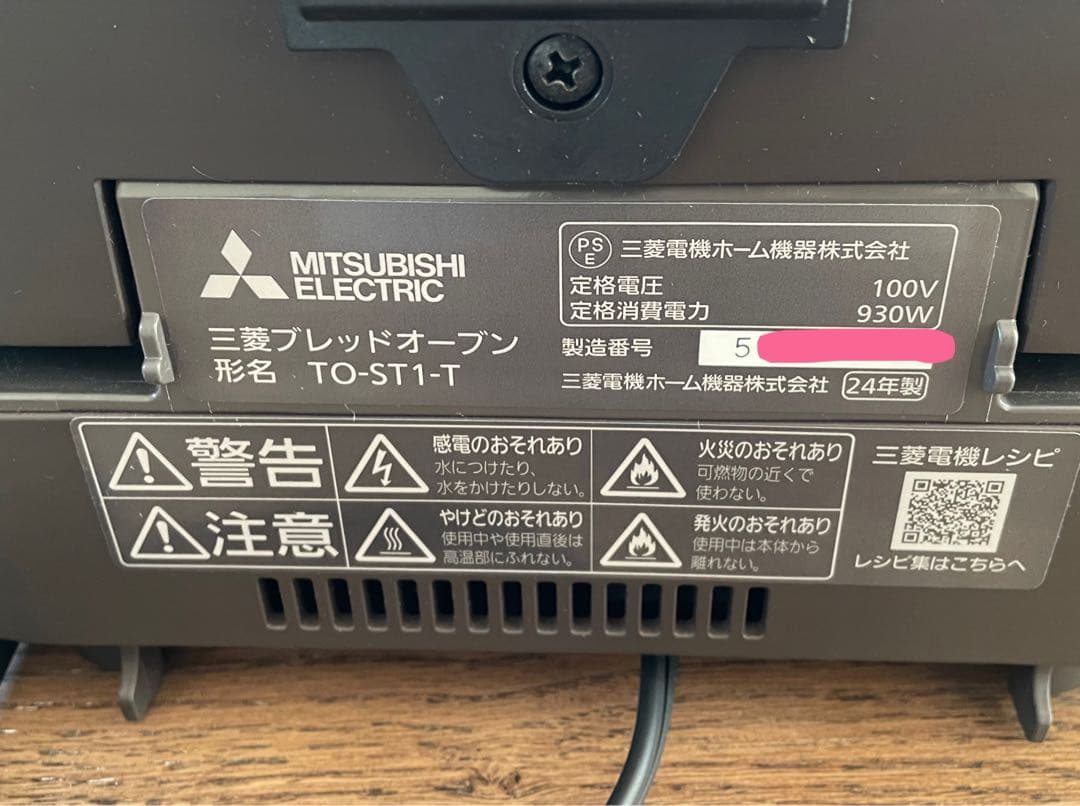 MITSUBISHI
ELECTRIC
三菱ブレッドオーブン
形名 TO-ST1-T
PS
E
三菱電機ホーム機器株式会社
定格電圧 100V
定格消費電力 930W
製造番号 5
三菱電機ホーム機器株式会社 24年製
警告
感電のおそれあり
水につけたり、
水をかけたりしない。
火災のおそれあり
可燃物の近くで
使わない。
注意
やけどのおそれあり
使用中や使用直後は
高温部にふれない。
発火のおそれあり
使用中は本体から
離れない。
三菱電機レシピ
レシピ集はこちらへ